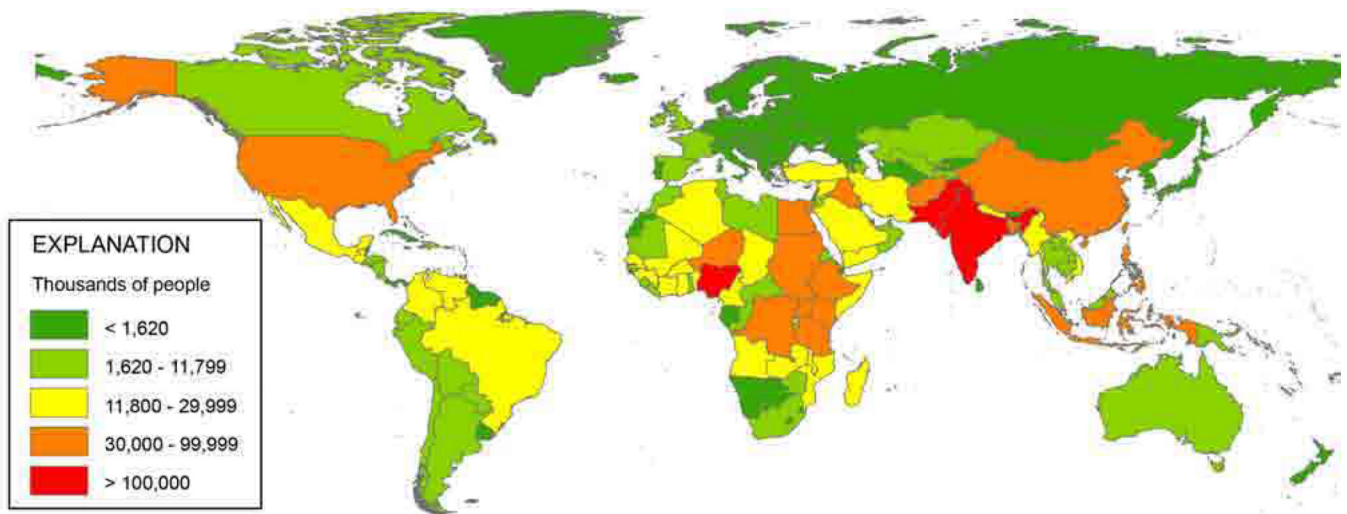 EXPLANATION
Thousands of people
< 1,620
1,620 - 11,799
11,800 - 29,999
30,000 - 99,999
> 100,000